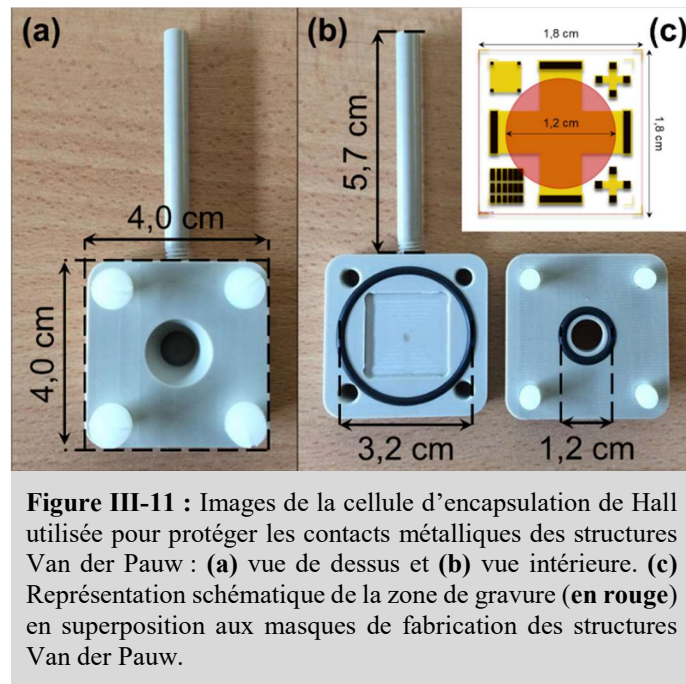 (a)
4,0 cm
4,0 cm
(b)
5,7 cm
3,2 cm
1,2 cm
(c)
1,8 cm
1,2 cm
1,8 cm
Figure III-11 : Images de la cellule d’encapsulation de Hall
utilisée pour protéger les contacts métalliques des structures
Van der Pauw : (a) vue de dessus et (b) vue intérieure. (c)
Représentation schématique de la zone de gravure (en rouge)
en superposition aux masques de fabrication des structures
Van der Pauw.